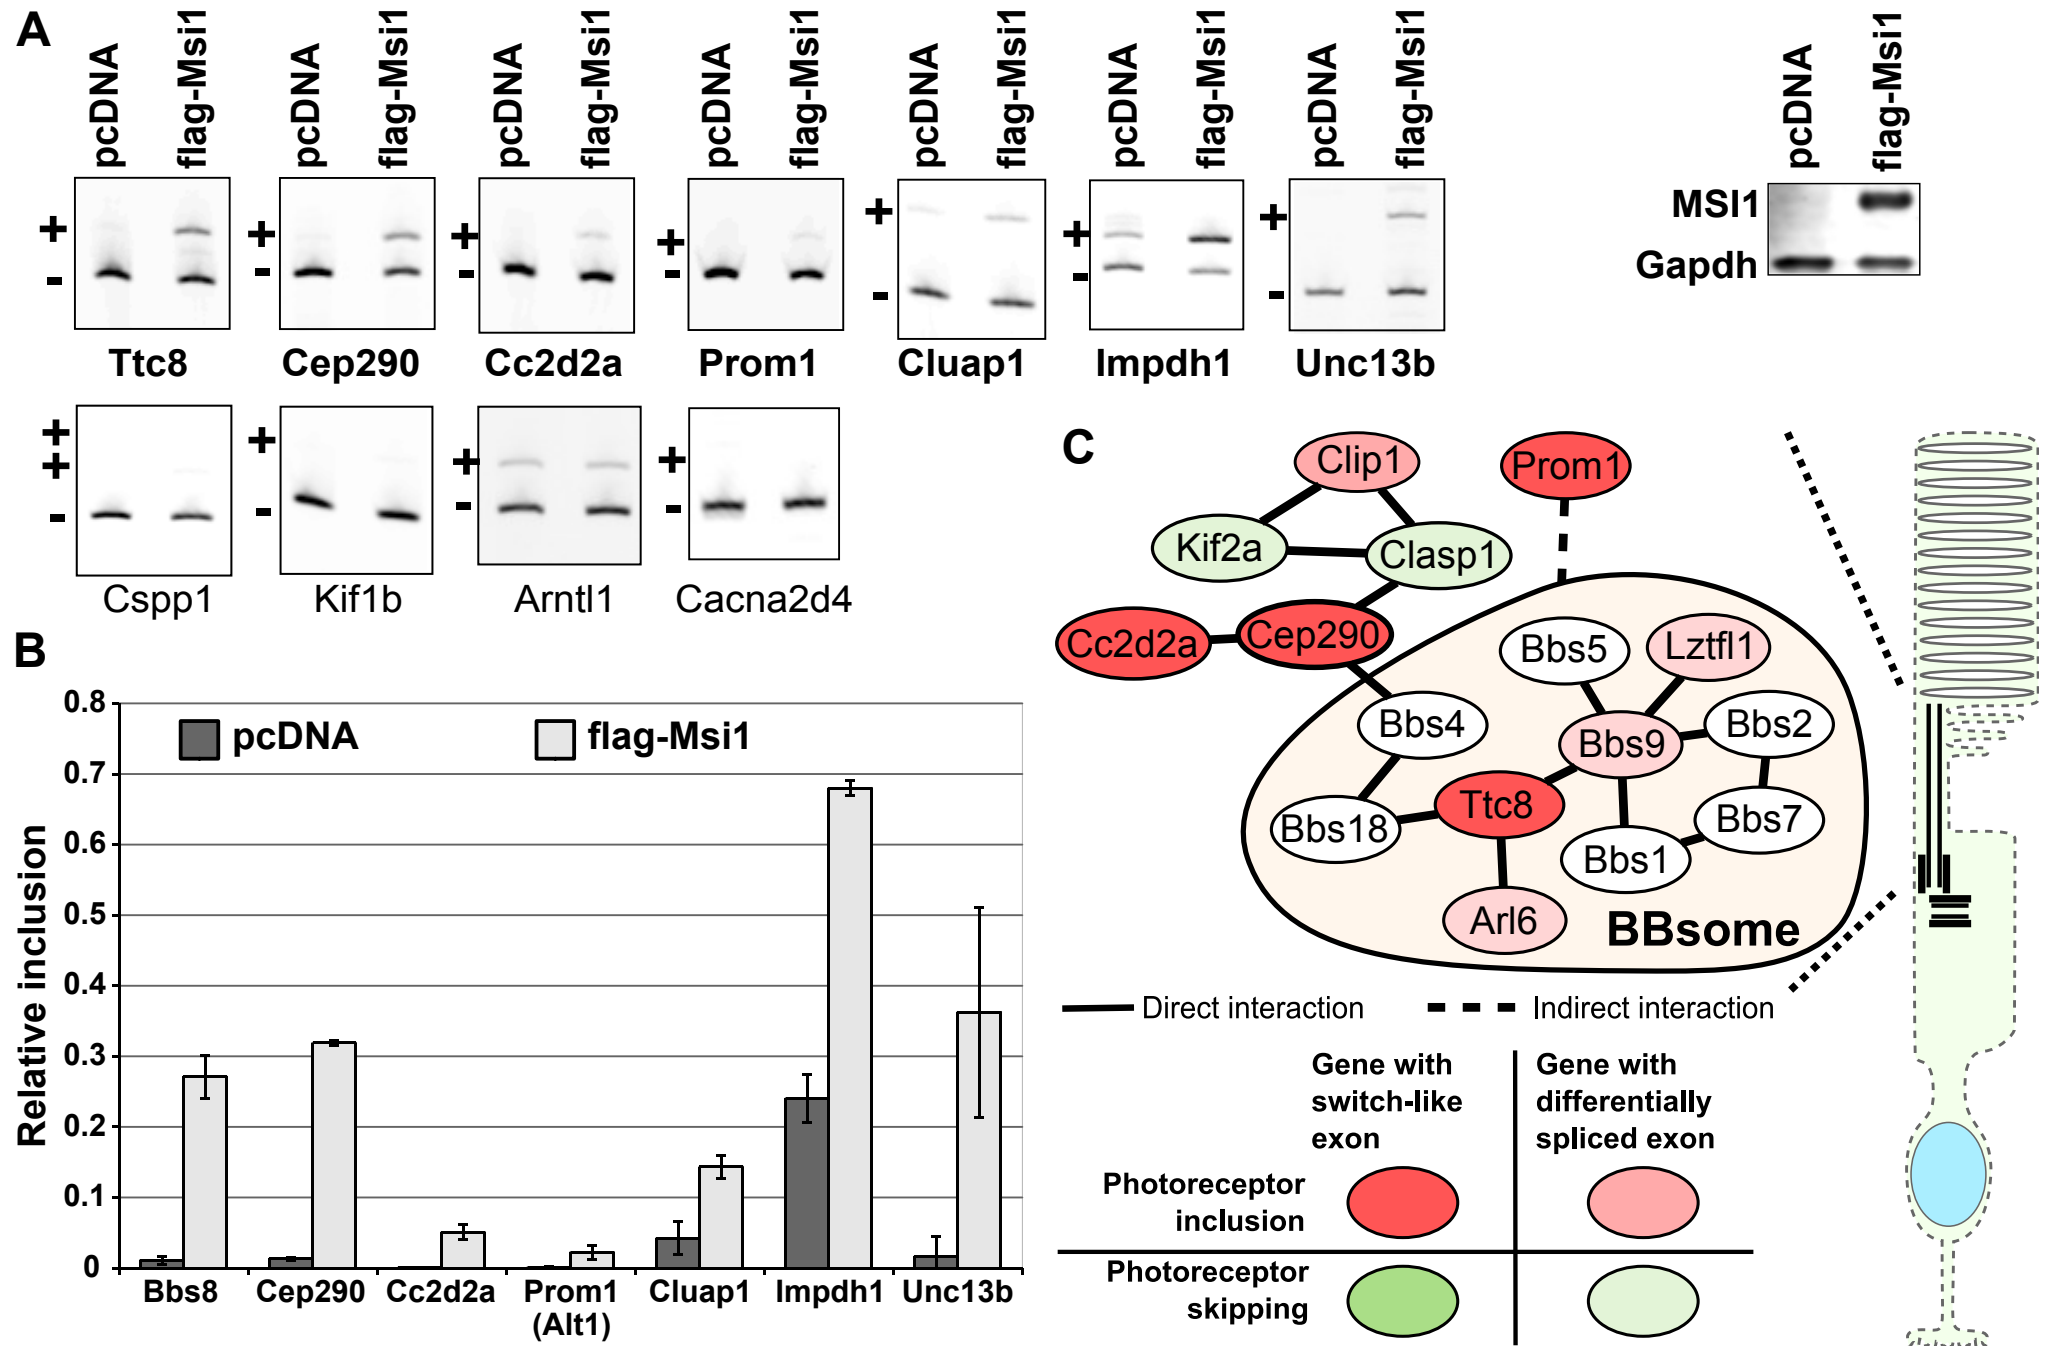 A
pcDNA
flag-Msi1
pcDNA
flag-Msi1
pcDNA
flag-Msi1
pcDNA
flag-Msi1
pcDNA
flag-Msi1
pcDNA
flag-Msi1
pcDNA
flag-Msi1
pcDNA
flag-Msi1
+
-
+
-
+
-
+
-
+
-
+
-
+
-
MSI1
Gapdh
Ttc8
Cep290
Cc2d2a
Prom1
Cluap1
Impdh1
Unc13b
+
+
-
+
-
+
-
+
-
Cspp1
Kif1b
Arntl1
Cacna2d4
B
Relative inclusion
0.8
0.7
0.6
0.5
0.4
0.3
0.2
0.1
0
pcDNA
flag-Msi1
Bbs8
Cep290
Cc2d2a
Prom1
(Alt1)
Cluap1
Impdh1
Unc13b
C
Clip1
Prom1
Kif2a
Clasp1
Cc2d2a
Cep290
Bbs5
Lztfl1
Bbs4
Bbs9
Bbs2
Bbs18
Ttc8
Bbs7
Bbs1
Arl6
BBsome
Direct interaction
Indirect interaction
Gene with
switch-like
exon
Gene with
differentially
spliced exon
Photoreceptor
inclusion
Photoreceptor
skipping